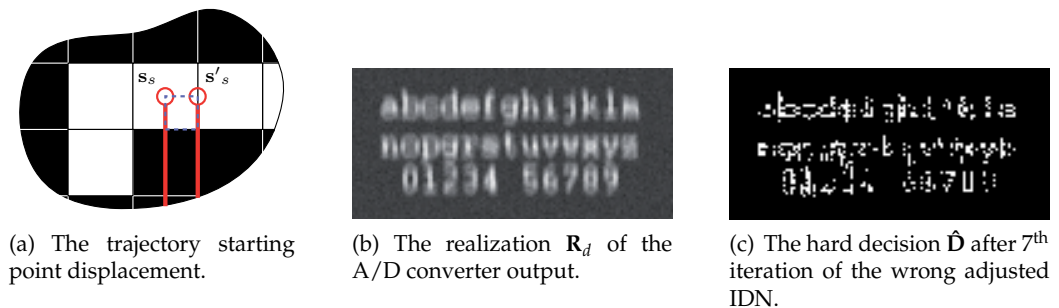 s_s s'_s
abcdefghijklm
nopqrstuvwxyz
01234 56789
(a) The trajectory starting
point displacement.
(b) The realization R_d of the
A/D converter output.
(c) The hard decision D̂ after 7th
iteration of the wrong adjusted
IDN.